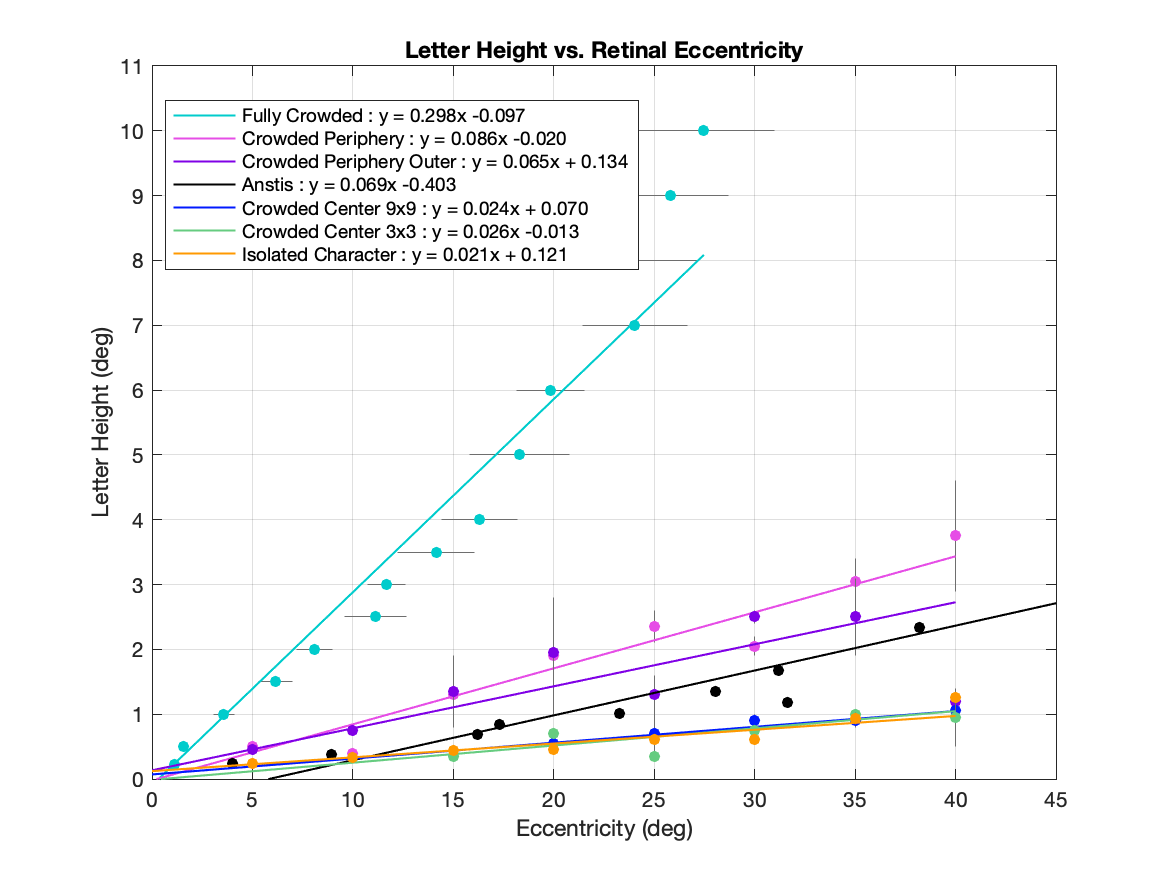 Letter Height vs. Retinal Eccentricity
11
10
9
8
7
6
5
4
3
2
1
0
Letter Height (deg)
Fully Crowded : y = 0.298x -0.097
Crowded Periphery : y = 0.086x -0.020
Crowded Periphery Outer : y = 0.065x + 0.134
Anstis : y = 0.069x -0.403
Crowded Center 9x9 : y = 0.024x + 0.070
Crowded Center 3x3 : y = 0.026x -0.013
Isolated Character : y = 0.021x + 0.121
0 5 10 15 20 25 30 35 40 45
Eccentricity (deg)